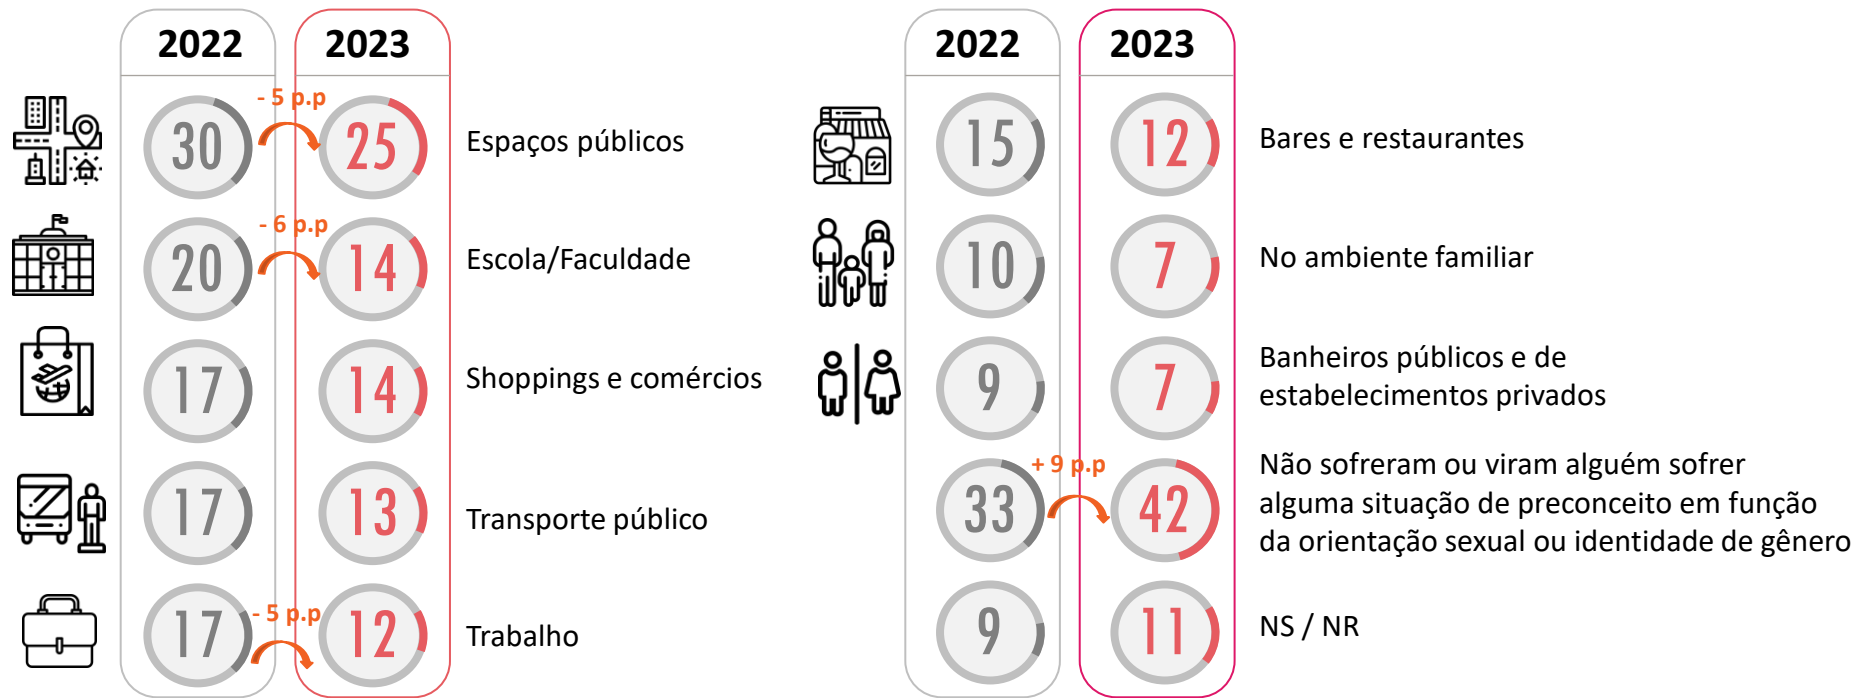 2022 2023
- 5 p.p
30 25 Espaços públicos
- 6 p.p
20 14 Escola/Faculdade
17 14 Shoppings e comércios
17 13 Transporte público
- 5 p.p
17 12 Trabalho
2022 2023
15 12 Bares e restaurantes
10 7 No ambiente familiar
9 7 Banheiros públicos e de
estabelecimentos privados
+ 9 p.p
33 42 Não sofreram ou viram alguém sofrer
alguma situação de preconceito em função
da orientação sexual ou identidade de gênero
9 11 NS / NR